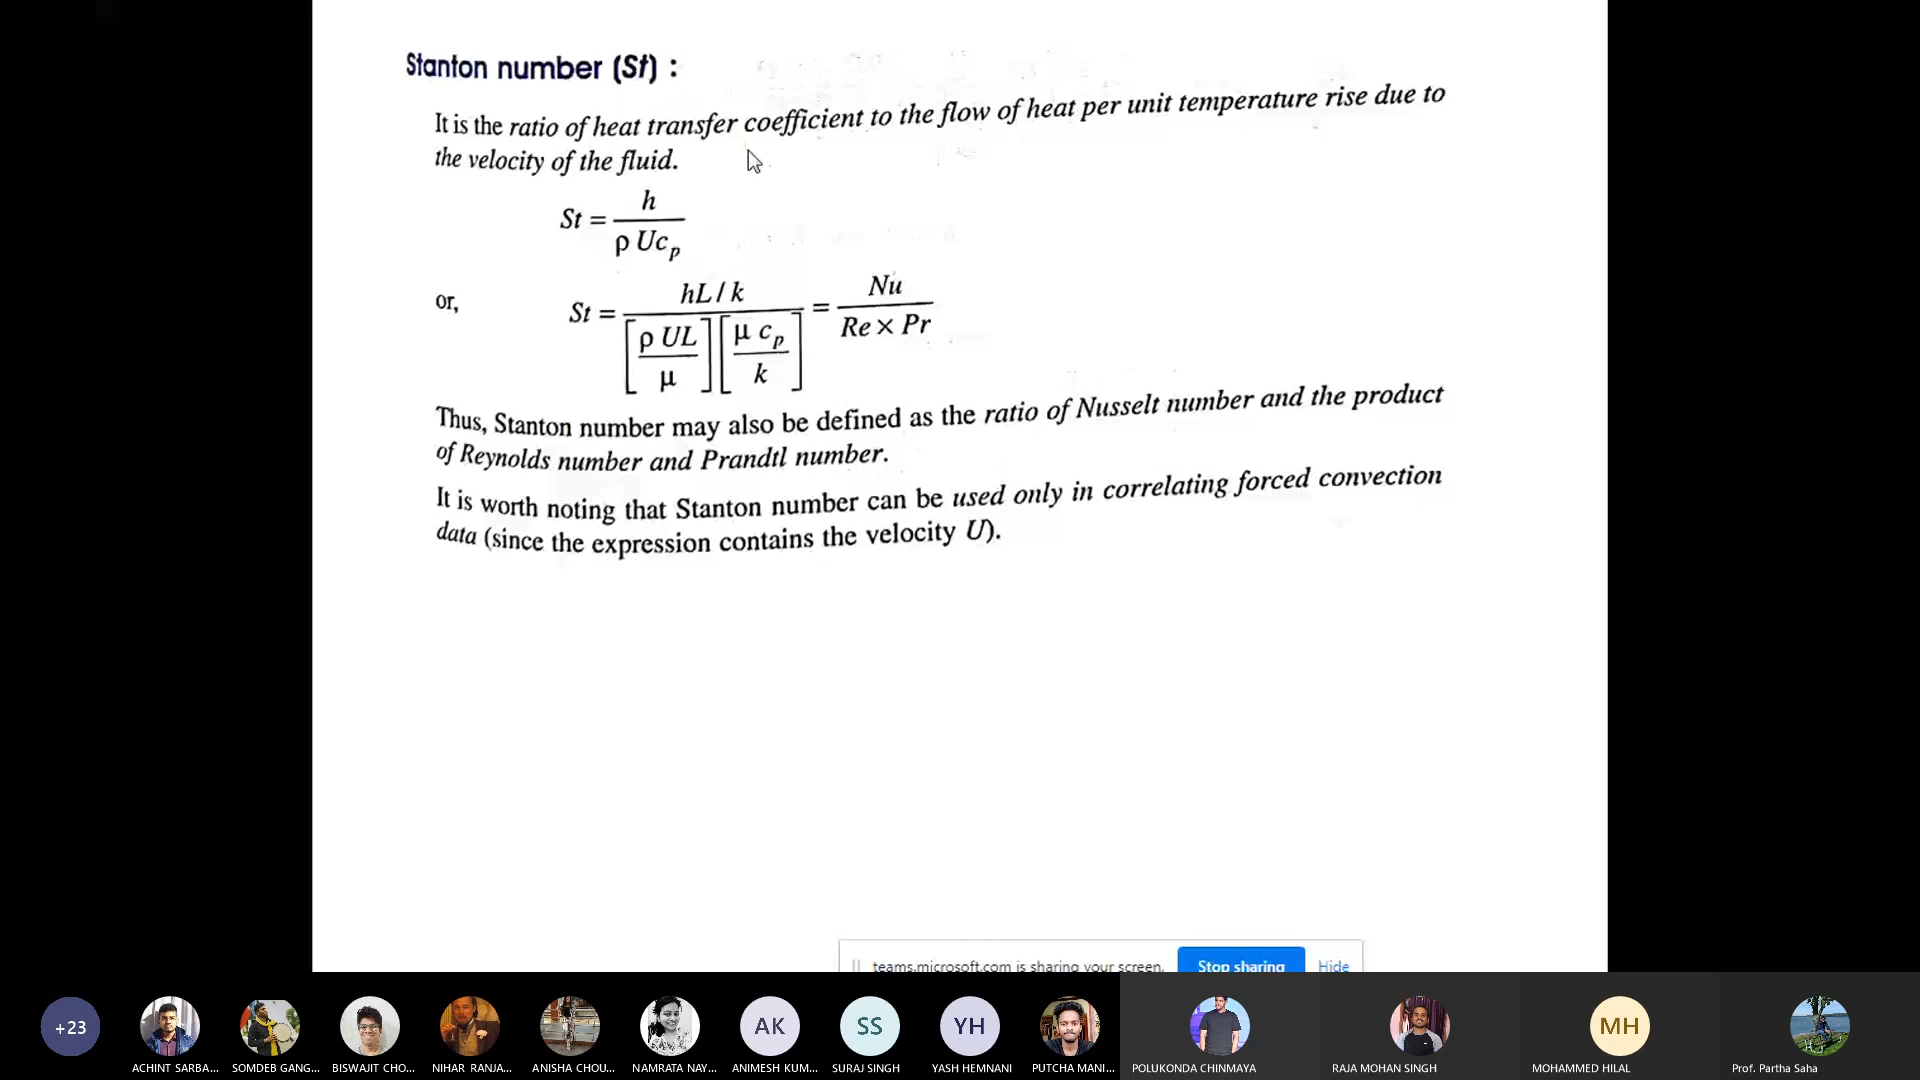 Stanton number (St) :
It is the ratio of heat transfer coefficient to the flow of heat per unit temperature rise due to
the velocity of the fluid.
St = h / ρ Uc_p
or, St = hL / k / [ρ UL / μ] [μ c_p / k] = Nu / Re × Pr
Thus, Stanton number may also be defined as the ratio of Nusselt number and the product
of Reynolds number and Prandtl number.
It is worth noting that Stanton number can be used only in correlating forced convection
data (since the expression contains the velocity U).
teams.microsoft.com is sharing your screen. Stop sharing Hide
+23 AK SS YH MH
ACHINT SARBA... SOMDEB GANG... BISWAJIT CHO... NIHAR RANJA... ANISHA CHOU... NAMRATA NAY... ANIMESH KUM... SURAJ SINGH YASH HEMNANI PUTCHA MANI... POLUKONDA CHINMAYA RAJA MOHAN SINGH MOHAMMED HILAL Prof. Partha Saha